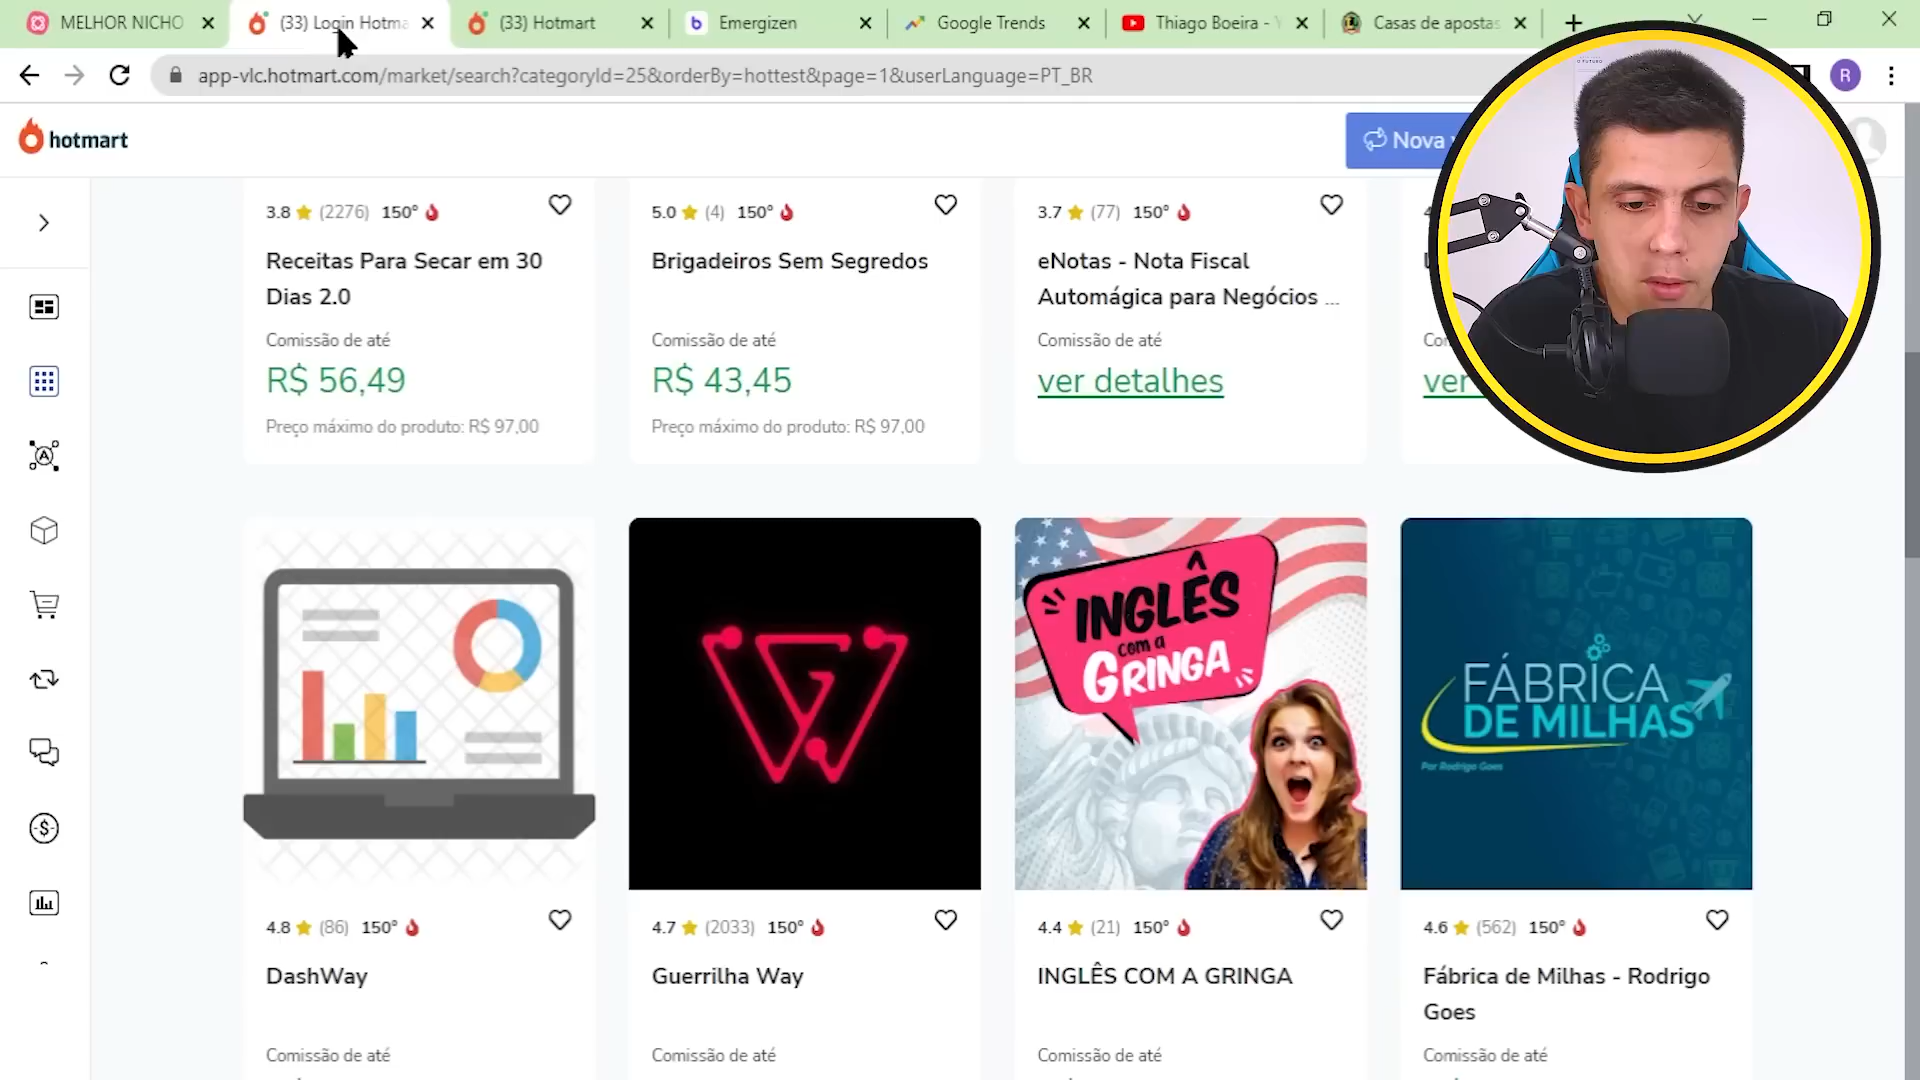 MELHOR NICHO
(33) Login Hotma
(33) Hotmart
Emergizen
Google Trends
Thiago Boeira - Y
Casas de apostas
app-vlc.hotmart.com/market/search?categoryId=25&orderBy=hottest&page=1&userLanguage=PT_BR
R
hotmart
Nova
3.8 (2276) 150°
5.0 (4) 150°
3.7 (77) 150°
Receitas Para Secar em 30
Dias 2.0
Brigadeiros Sem Segredos
eNotas - Nota Fiscal
Automágica para Negócios ...
Comissão de até
Comissão de até
Comissão de até
R$ 56,49
R$ 43,45
ver detalhes
ver
Preço máximo do produto: R$ 97,00
Preço máximo do produto: R$ 97,00
INGLÊS
com a
GRINGA
FÁBRICA
DE MILHAS
Por Rodrigo Goes
4.8 (86) 150°
4.7 (2033) 150°
4.4 (21) 150°
4.6 (562) 150°
DashWay
Guerrilha Way
INGLÊS COM A GRINGA
Fábrica de Milhas - Rodrigo
Goes
Comissão de até
Comissão de até
Comissão de até
Comissão de até